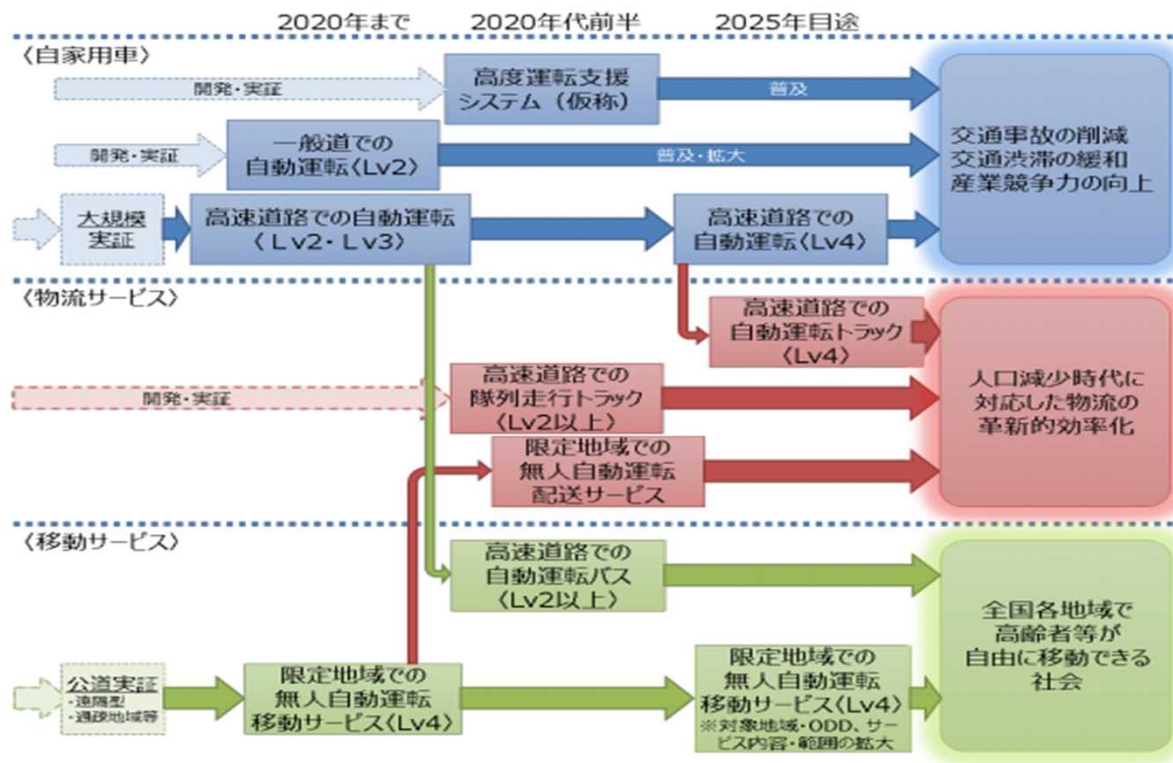 2020年まで
2020年代前半
2025年目途
〈自家用車〉
開発・実証
高度運転支援
システム（仮称）
普及
開発・実証
一般道での
自動運転〈Lv2〉
普及・拡大
大規模
実証
高速道路での自動運転
〈Ｌv2・Ｌv3〉
高速道路での
自動運転〈Lv4〉
交通事故の削減
交通渋滞の緩和
産業競争力の向上
〈物流サービス〉
高速道路での
自動運転トラック
〈Lv4〉
開発・実証
高速道路での
隊列走行トラック
〈Lv2以上〉
限定地域での
無人自動運転
配送サービス
人口減少時代に
対応した物流の
革新的効率化
〈移動サービス〉
高速道路での
自動運転バス
〈Lv2以上〉
公道実証
・遠隔型
・過疎地域等
限定地域での
無人自動運転
移動サービス〈Lv4〉
限定地域での
無人自動運転
移動サービス〈Lv4〉
※対象地域・ODD、サー
ビス内容・範囲の拡大
全国各地域で
高齢者等が
自由に移動できる
社会